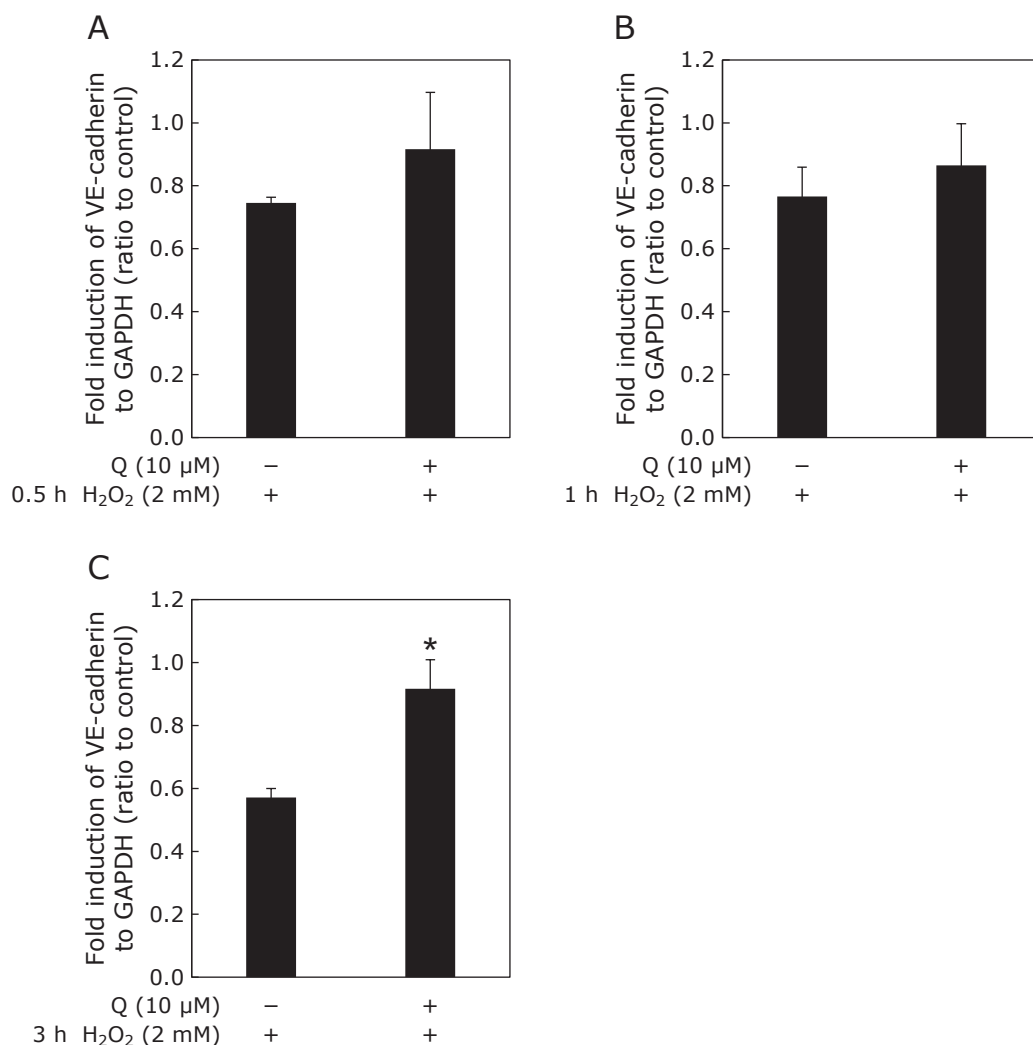 A
Fold induction of VE-cadherin
to GAPDH (ratio to control)
1.2
1.0
0.8
0.6
0.4
0.2
0.0
Q (10 µM) − +
0.5 h H₂O₂ (2 mM) + +
B
Fold induction of VE-cadherin
to GAPDH (ratio to control)
1.2
1.0
0.8
0.6
0.4
0.2
0.0
Q (10 µM) − +
1 h H₂O₂ (2 mM) + +
C
Fold induction of VE-cadherin
to GAPDH (ratio to control)
1.2
1.0
0.8
0.6
0.4
0.2
0.0
*
Q (10 µM) − +
3 h H₂O₂ (2 mM) + +